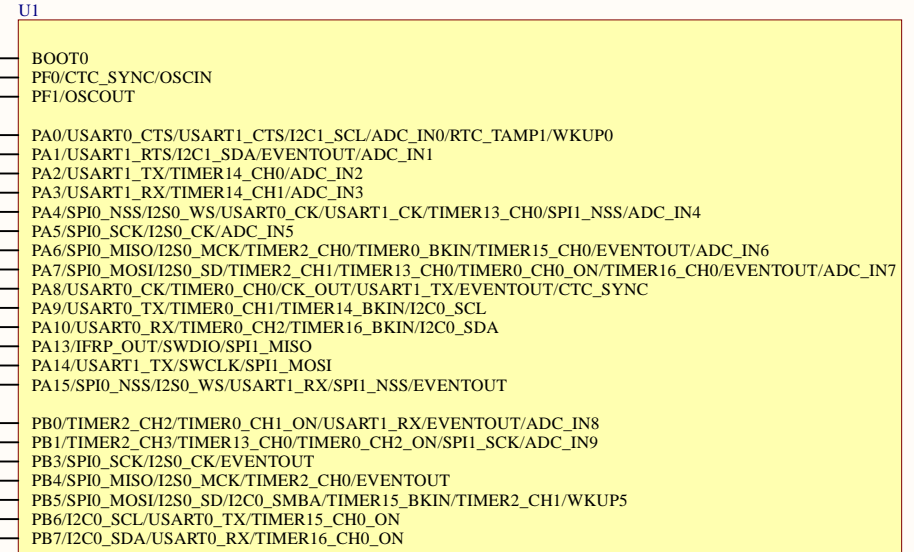 U1
BOOT0
PF0/CTC_SYNC/OSCIN
PF1/OSCOUT
PA0/USART0_CTS/USART1_CTS/I2C1_SCL/ADC_IN0/RTC_TAMP1/WKUP0
PA1/USART1_RTS/I2C1_SDA/EVENTOUT/ADC_IN1
PA2/USART1_TX/TIMER14_CH0/ADC_IN2
PA3/USART1_RX/TIMER14_CH1/ADC_IN3
PA4/SPI0_NSS/I2S0_WS/USART0_CK/USART1_CK/TIMER13_CH0/SPI1_NSS/ADC_IN4
PA5/SPI0_SCK/I2S0_CK/ADC_IN5
PA6/SPI0_MISO/I2S0_MCK/TIMER2_CH0/TIMER0_BKIN/TIMER15_CH0/EVENTOUT/ADC_IN6
PA7/SPI0_MOSI/I2S0_SD/TIMER2_CH1/TIMER13_CH0/TIMER0_CH0_ON/TIMER16_CH0/EVENTOUT/ADC_IN7
PA8/USART0_CK/TIMER0_CH0/CK_OUT/USART1_TX/EVENTOUT/CTC_SYNC
PA9/USART0_TX/TIMER0_CH1/TIMER14_BKIN/I2C0_SCL
PA10/USART0_RX/TIMER0_CH2/TIMER16_BKIN/I2C0_SDA
PA13/IFRP_OUT/SWDIO/SPI1_MISO
PA14/USART1_TX/SWCLK/SPI1_MOSI
PA15/SPI0_NSS/I2S0_WS/USART1_RX/SPI1_NSS/EVENTOUT
PB0/TIMER2_CH2/TIMER0_CH1_ON/USART1_RX/EVENTOUT/ADC_IN8
PB1/TIMER2_CH3/TIMER13_CH0/TIMER0_CH2_ON/SPI1_SCK/ADC_IN9
PB3/SPI0_SCK/I2S0_CK/EVENTOUT
PB4/SPI0_MISO/I2S0_MCK/TIMER2_CH0/EVENTOUT
PB5/SPI0_MOSI/I2S0_SD/I2C0_SMBA/TIMER15_BKIN/TIMER2_CH1/WKUP5
PB6/I2C0_SCL/USART0_TX/TIMER15_CH0_ON
PB7/I2C0_SDA/USART0_RX/TIMER16_CH0_ON